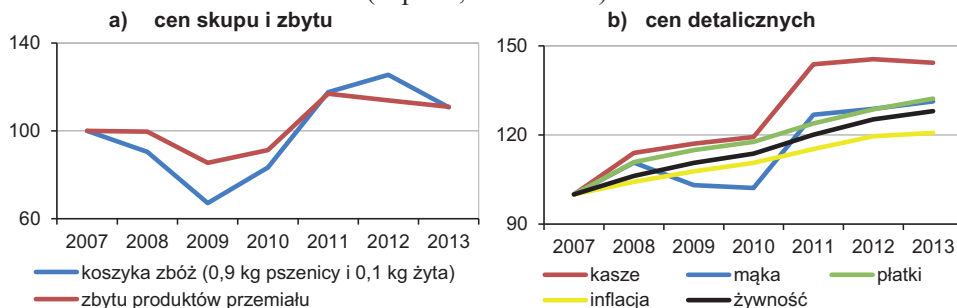 a) cen skupu i zbytu
140
100
60
2007 2008 2009 2010 2011 2012 2013
koszyka zbóż (0,9 kg pszenicy i 0,1 kg żyta)
zbytu produktów przemiału
b) cen detalicznych
150
120
90
2007 2008 2009 2010 2011 2012 2013
kasze mąka płatki
inflacja żywność